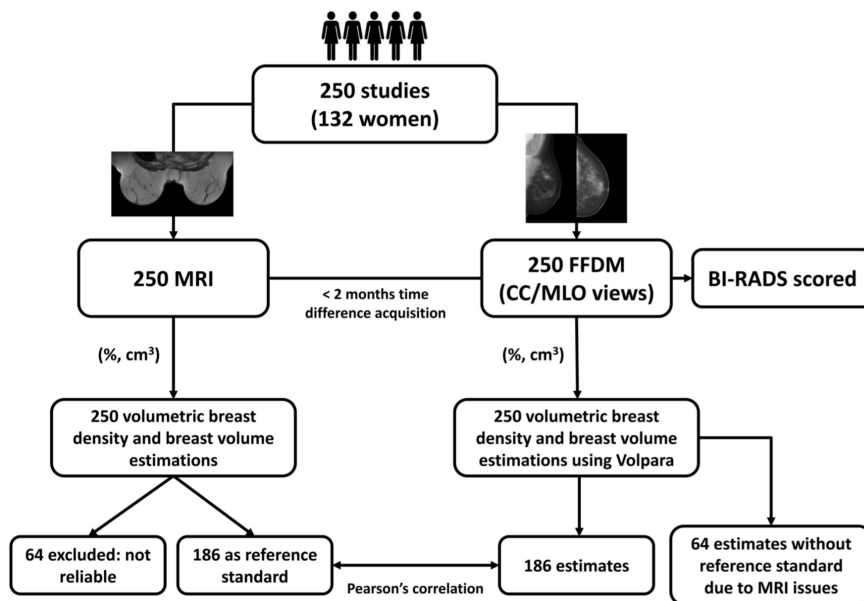 250 studies
(132 women)
250 MRI
< 2 months time
difference acquisition
250 FFDM
(CC/MLO views)
BI-RADS scored
(%, cm³)
(%, cm³)
250 volumetric breast
density and breast volume
estimations
250 volumetric breast
density and breast volume
estimations using Volpara
64 excluded: not
reliable
186 as reference
standard
Pearson's correlation
186 estimates
64 estimates without
reference standard
due to MRI issues